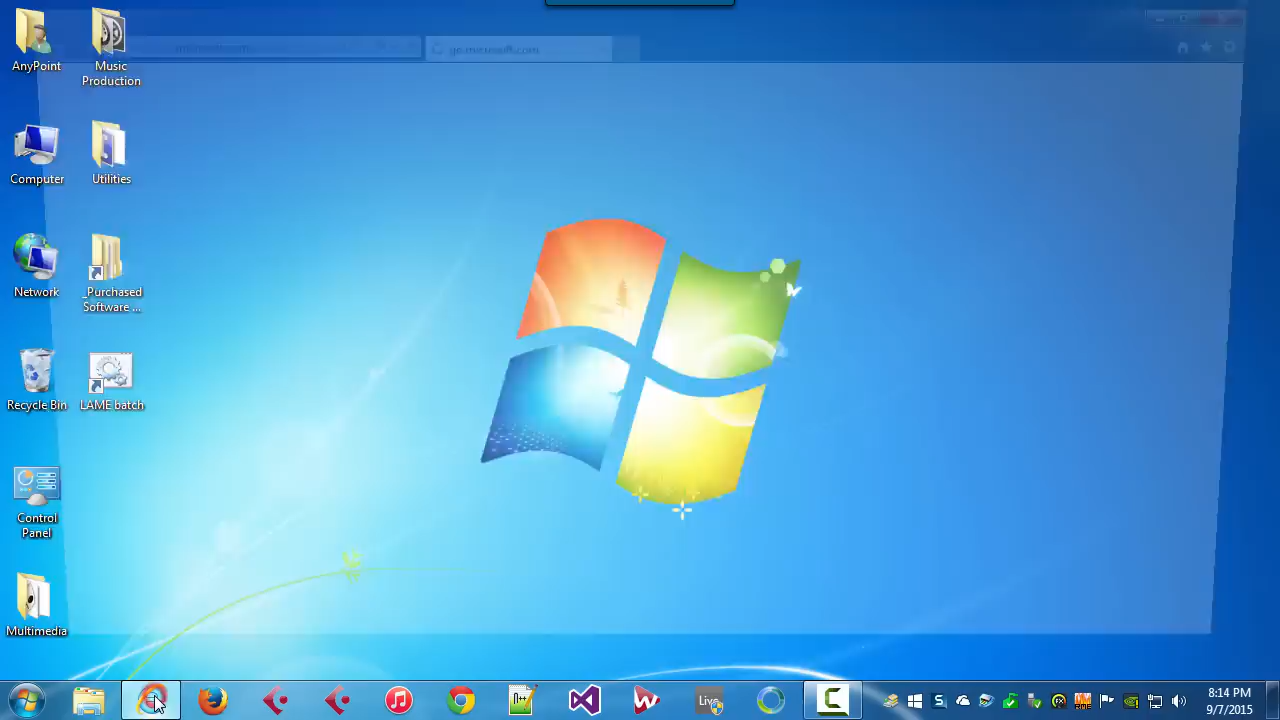 go.microsoft.com
AnyPoint
Music
Production
Computer
Utilities
Network
_Purchased
Software ...
Recycle Bin
LAME batch
Control
Panel
Multimedia
n++
Live
8:14 PM
9/7/2015